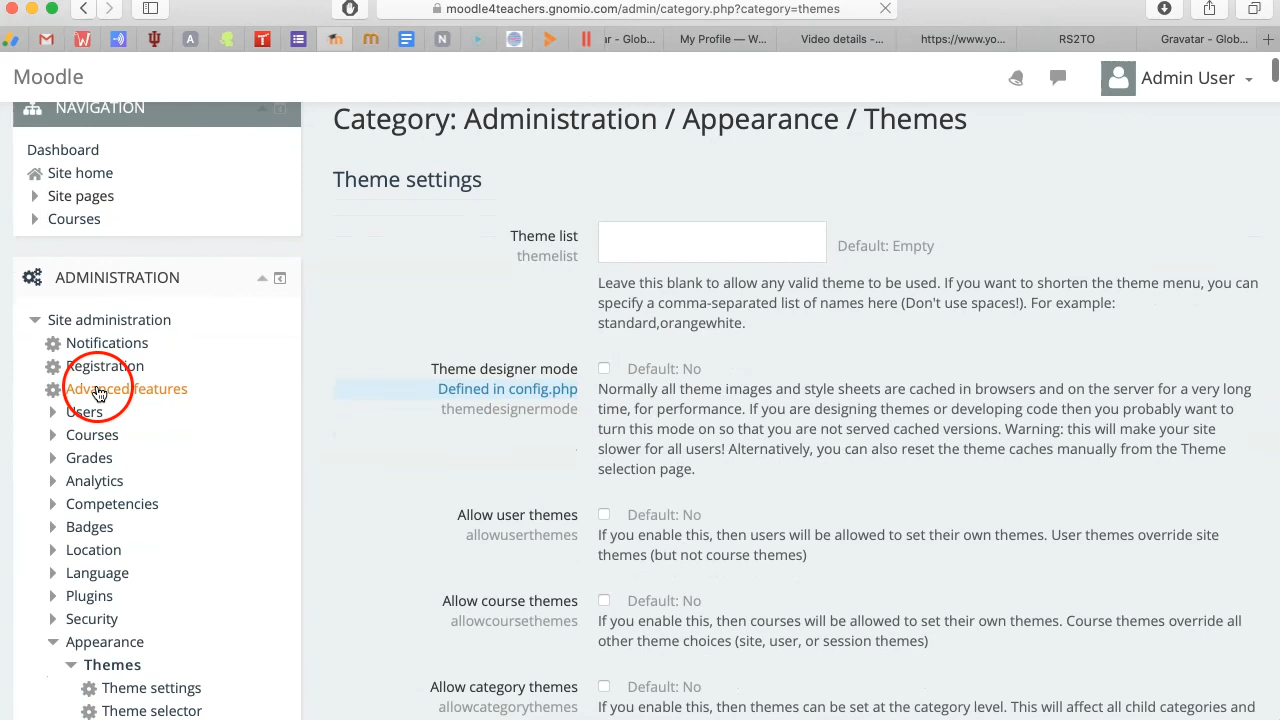 moodle4teachers.gnomio.com/admin/category.php?category=themes
ar - Glob...
My Profile — W...
Video details -...
https://www.yo...
RS2TO
Gravatar - Glob...
Moodle
Admin User
NAVIGATION
Dashboard
Site home
Site pages
Courses
ADMINISTRATION
Site administration
Notifications
Registration
Advanced features
Users
Courses
Grades
Analytics
Competencies
Badges
Location
Language
Plugins
Security
Appearance
Themes
Theme settings
Theme selector
Category: Administration / Appearance / Themes
Theme settings
Theme list
themelist
Default: Empty
Leave this blank to allow any valid theme to be used. If you want to shorten the theme menu, you can
specify a comma-separated list of names here (Don't use spaces!). For example:
standard,orangewhite.
Theme designer mode
Defined in config.php
themedesignermode
Default: No
Normally all theme images and style sheets are cached in browsers and on the server for a very long
time, for performance. If you are designing themes or developing code then you probably want to
turn this mode on so that you are not served cached versions. Warning: this will make your site
slower for all users! Alternatively, you can also reset the theme caches manually from the Theme
selection page.
Allow user themes
allowuserthemes
Default: No
If you enable this, then users will be allowed to set their own themes. User themes override site
themes (but not course themes)
Allow course themes
allowcoursethemes
Default: No
If you enable this, then courses will be allowed to set their own themes. Course themes override all
other theme choices (site, user, or session themes)
Allow category themes
allowcategorythemes
Default: No
If you enable this, then themes can be set at the category level. This will affect all child categories and